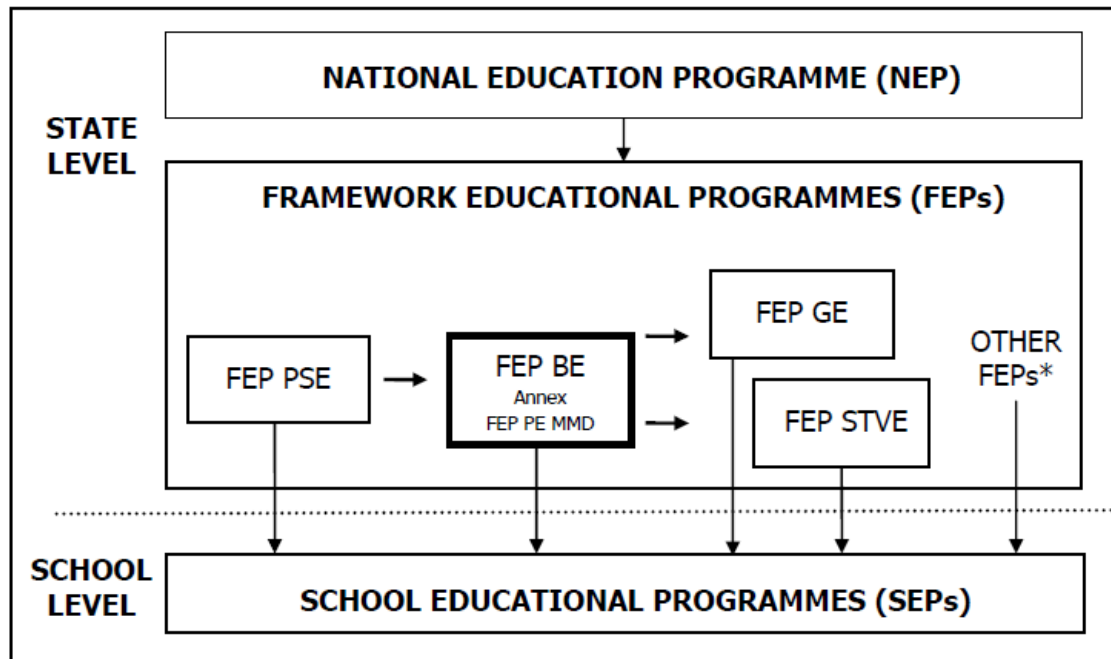 NATIONAL EDUCATION PROGRAMME (NEP)
STATE
LEVEL
FRAMEWORK EDUCATIONAL PROGRAMMES (FEPs)
FEP PSE
FEP BE
Annex
FEP PE MMD
FEP GE
FEP STVE
OTHER
FEPs*
SCHOOL
LEVEL
SCHOOL EDUCATIONAL PROGRAMMES (SEPs)